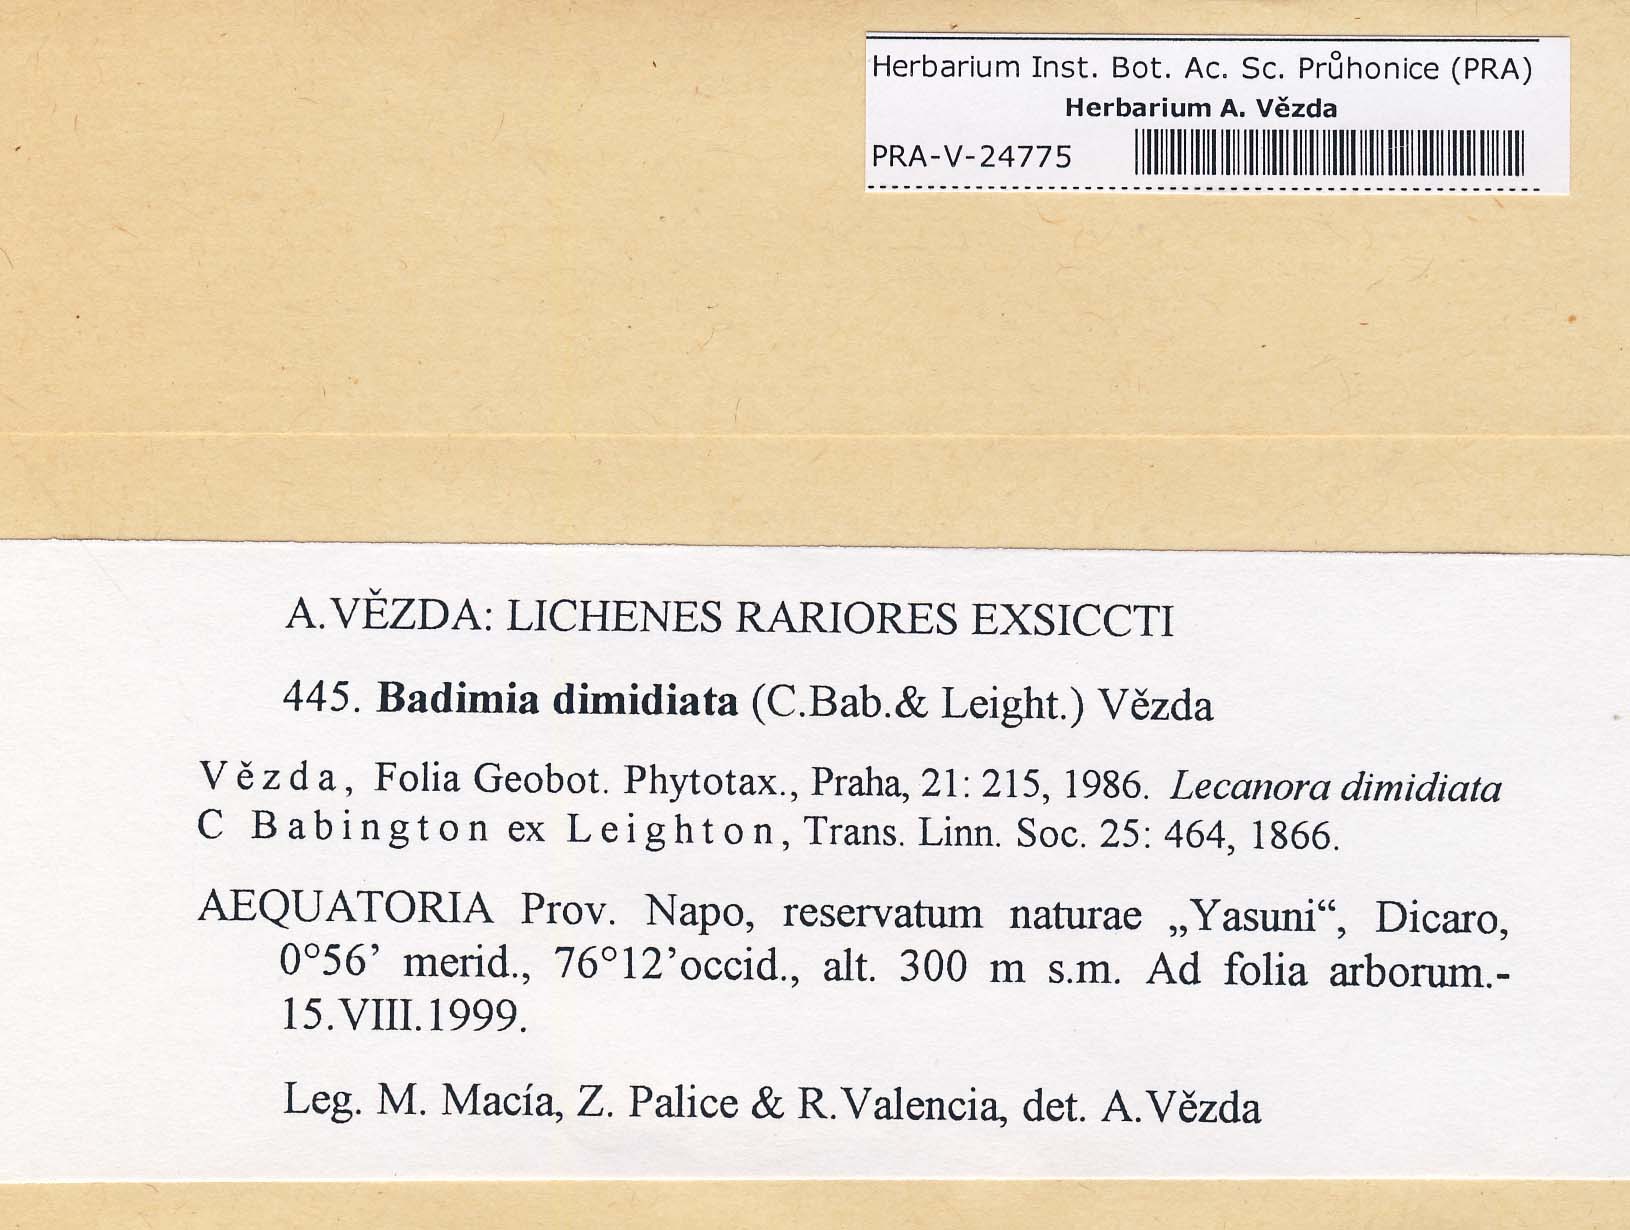 Herbarium Inst. Bot. Ac. Sc. Průhonice (PRA)
Herbarium A. Vězda
PRA-V-24775
A.VĚZDA: LICHENES RARIORES EXSICCTI
445. Badimia dimidiata (C.Bab.& Leight.) Vězda
Vězda, Folia Geobot. Phytotax., Praha, 21: 215, 1986. Lecanora dimidiata
C Babington ex Leighton, Trans. Linn. Soc. 25: 464, 1866.
AEQUATORIA Prov. Napo, reservatum naturae „Yasuni“, Dicaro,
0°56’ merid., 76°12’occid., alt. 300 m s.m. Ad folia arborum.-
15.VIII.1999.
Leg. M. Macía, Z. Palice & R.Valencia, det. A.Vězda